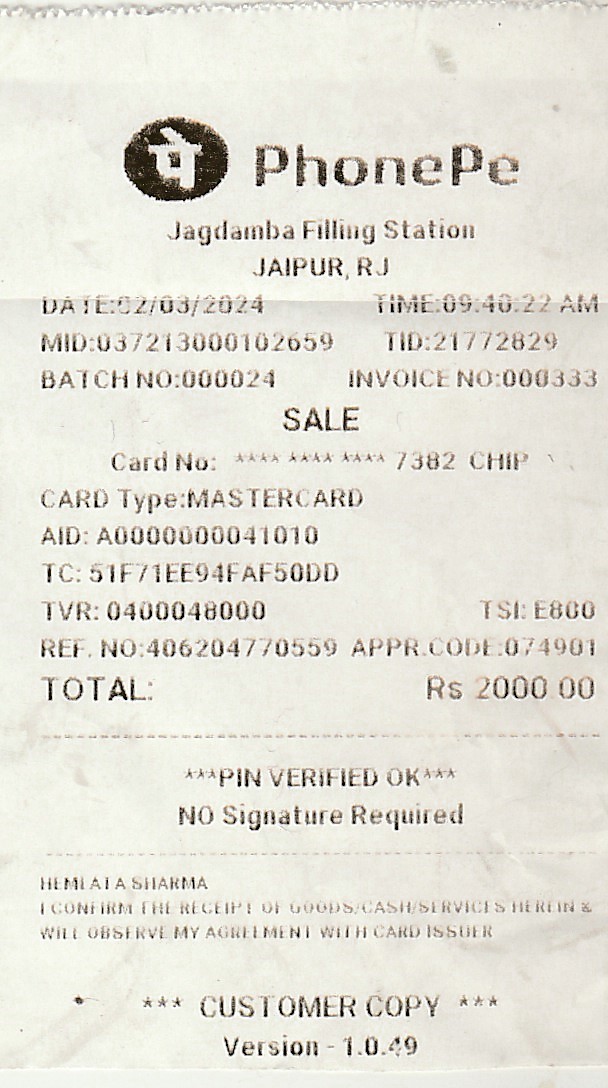 पे PhonePe
Jagdamba Filling Station
JAIPUR, RJ
DATE:02/03/2024 TIME:09:40:22 AM
MID:037213000102659 TID:21772829
BATCH NO:000024 INVOICE NO:000333
SALE
Card No: **** **** **** 7382 CHIP
CARD Type:MASTERCARD
AID: A0000000041010
TC: 51F71EE94FAF50DD
TVR: 0400048000 TSI: E800
REF. NO:406204770559 APPR.CODE:074901
TOTAL: Rs 2000.00
***PIN VERIFIED OK***
NO Signature Required
HEMLATA SHARMA
I CONFIRM THE RECEIPT OF GOODS/CASH/SERVICES HEREIN &
WILL OBSERVE MY AGREEMENT WITH CARD ISSUER
*** CUSTOMER COPY ***
Version - 1.0.49